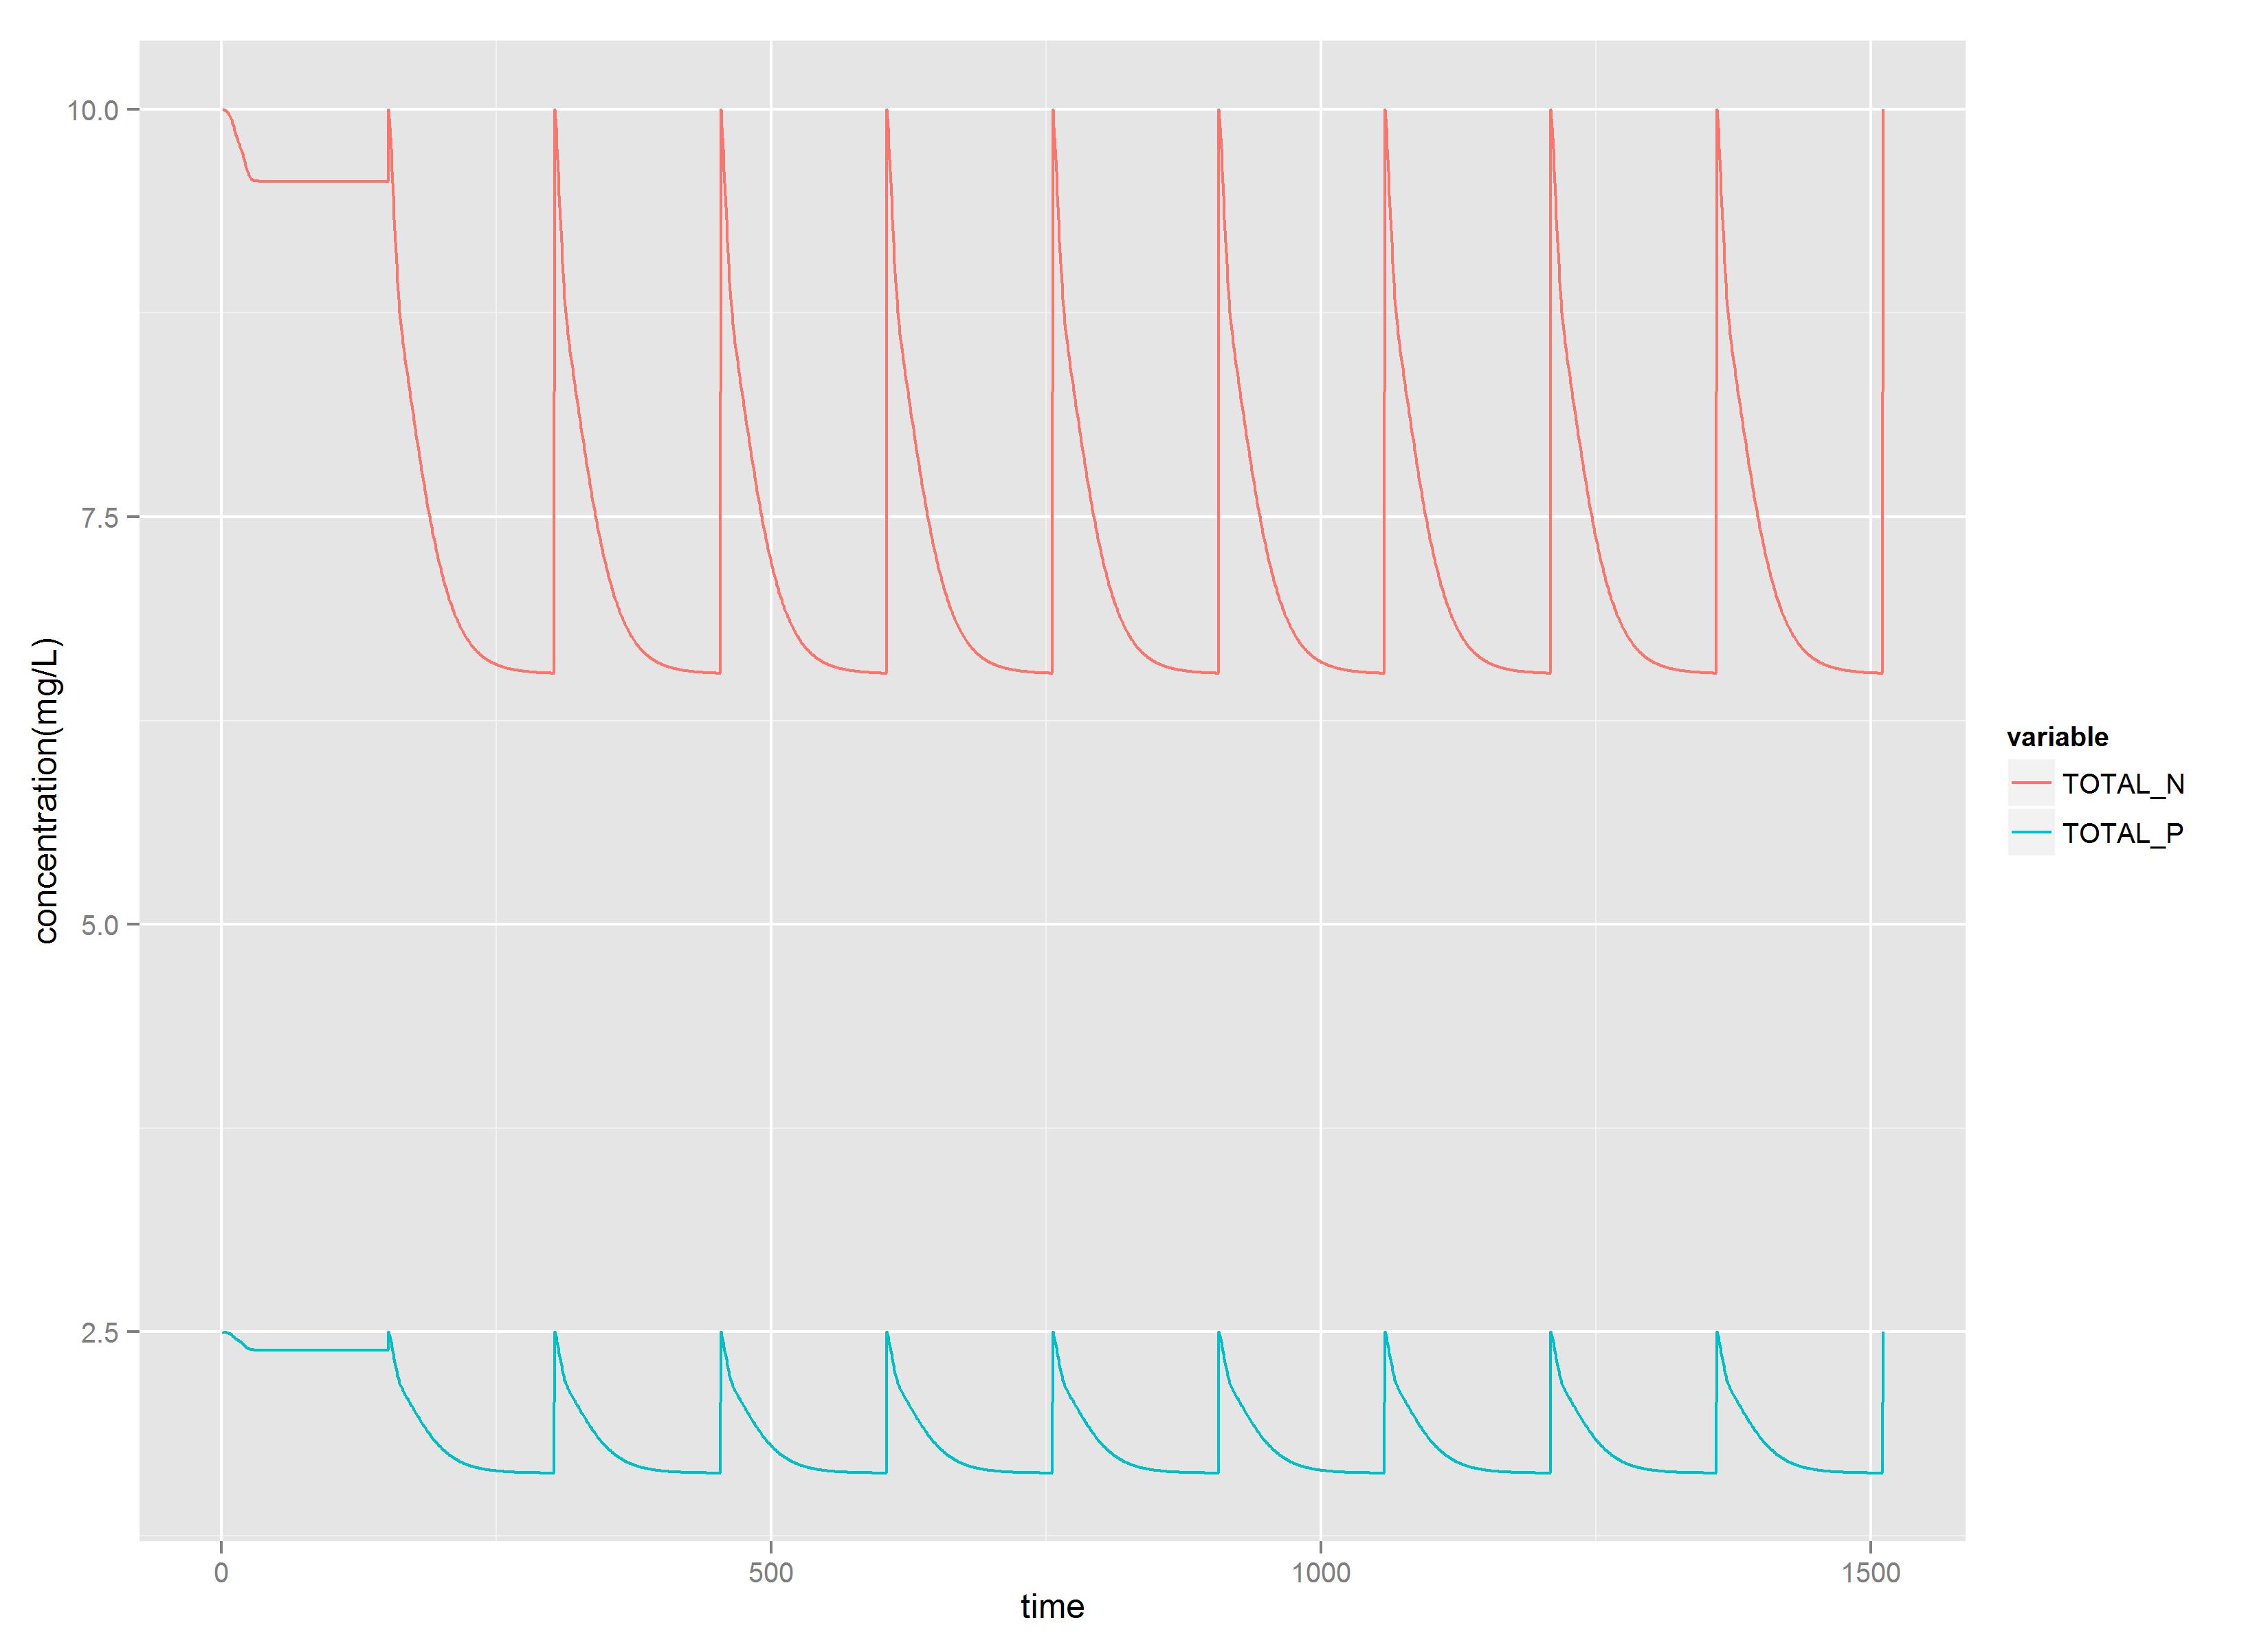 concentration(mg/L)
10.0
7.5
5.0
2.5
0 500 1000 1500
time
variable
TOTAL_N
TOTAL_P